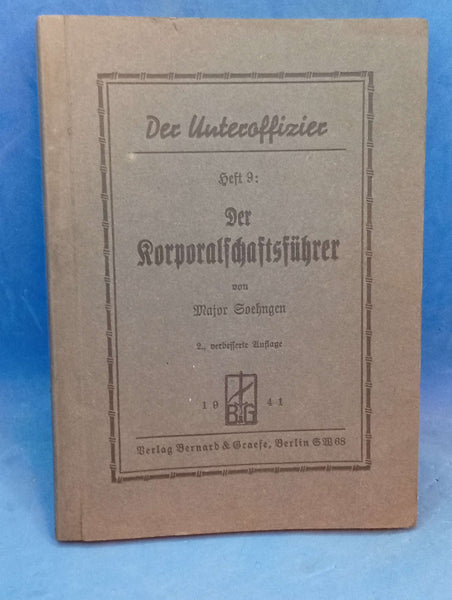 Der Unteroffizier
Heft 9:
Der
Korporalschaftsführer
von
Major Soehngen
2., verbesserte Auflage
19 41
B&G
Verlag Bernard & Graefe, Berlin SW 68